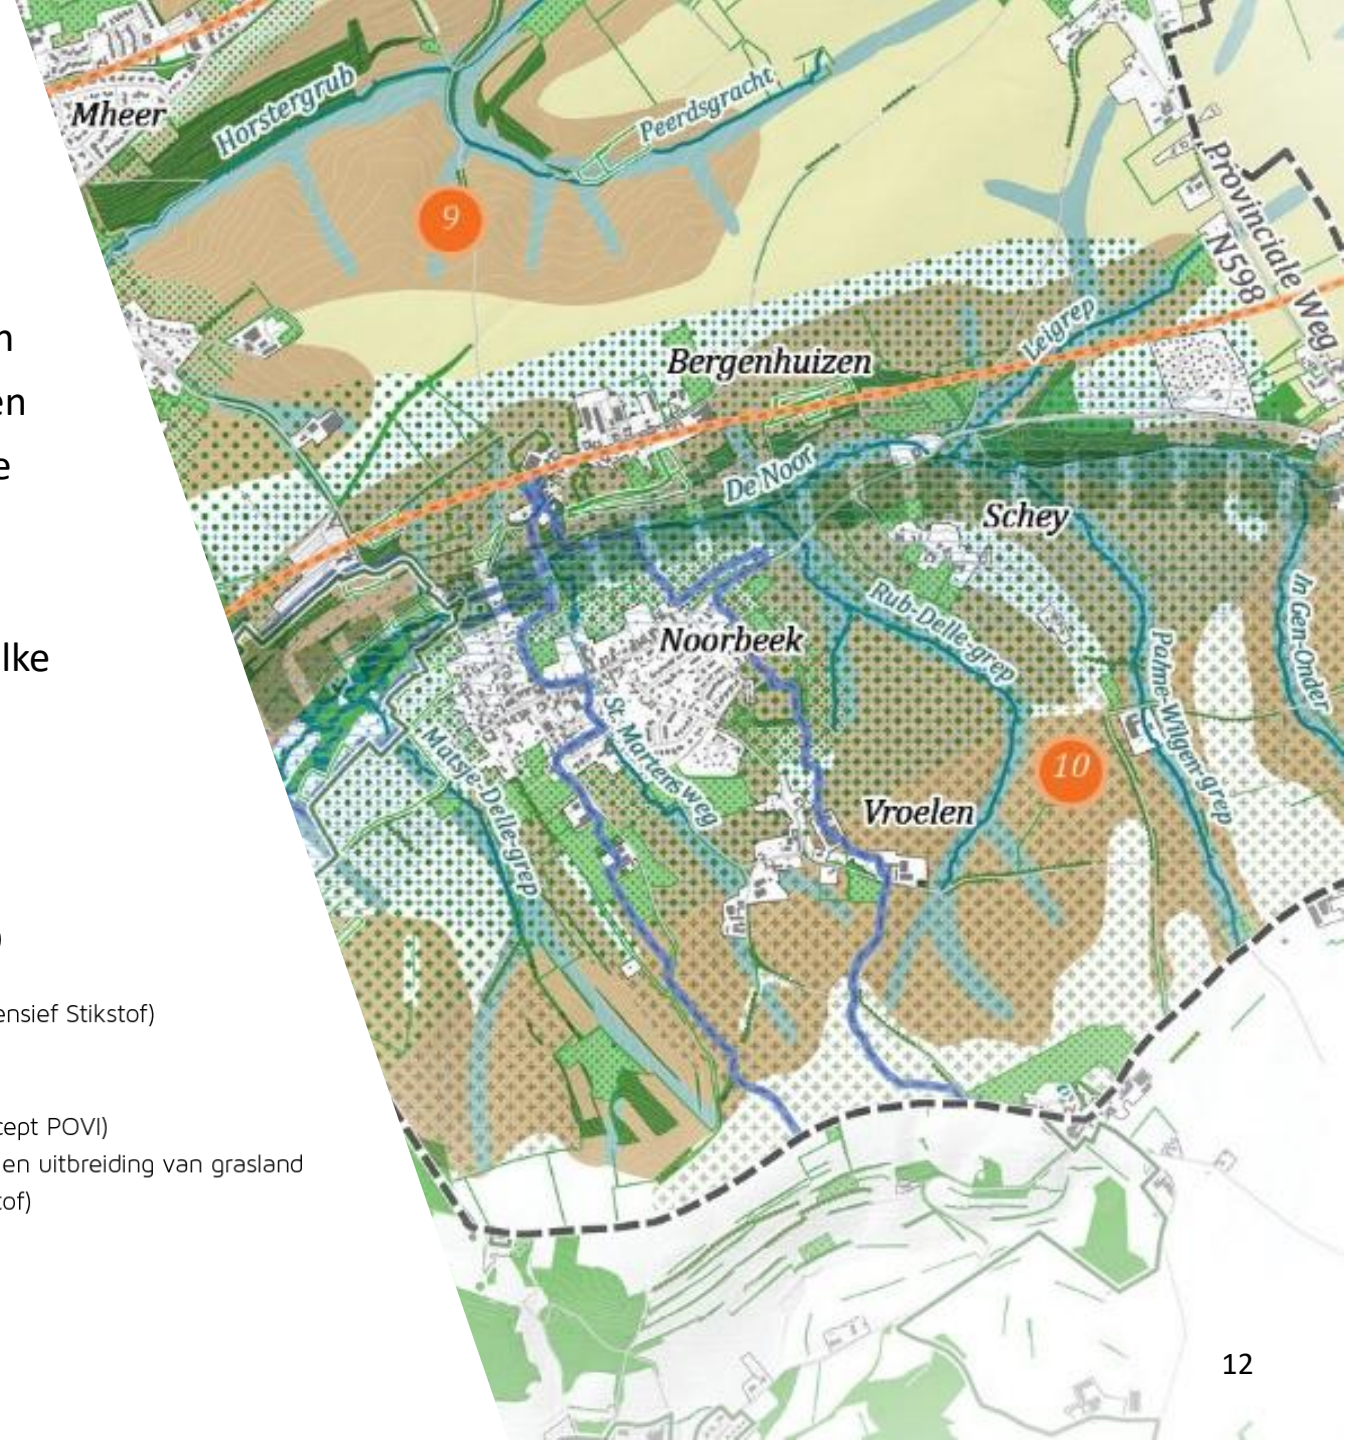 n
en
e
lke
)
ensief Stikstof)
cept POVI)
en uitbreiding van grasland
tof)
Mheer
Horstergrub
Peerdsgracht
9
Provinciale Weg
N598
Leigrep
Bergenhuizen
De Noor
Schey
Noorbeek
Rub-Delle-grep
In Gen-Onder
Palme-Wilgen-grep
St. Martensweg
Matsje-Delle-grep
10
Vroelen
12